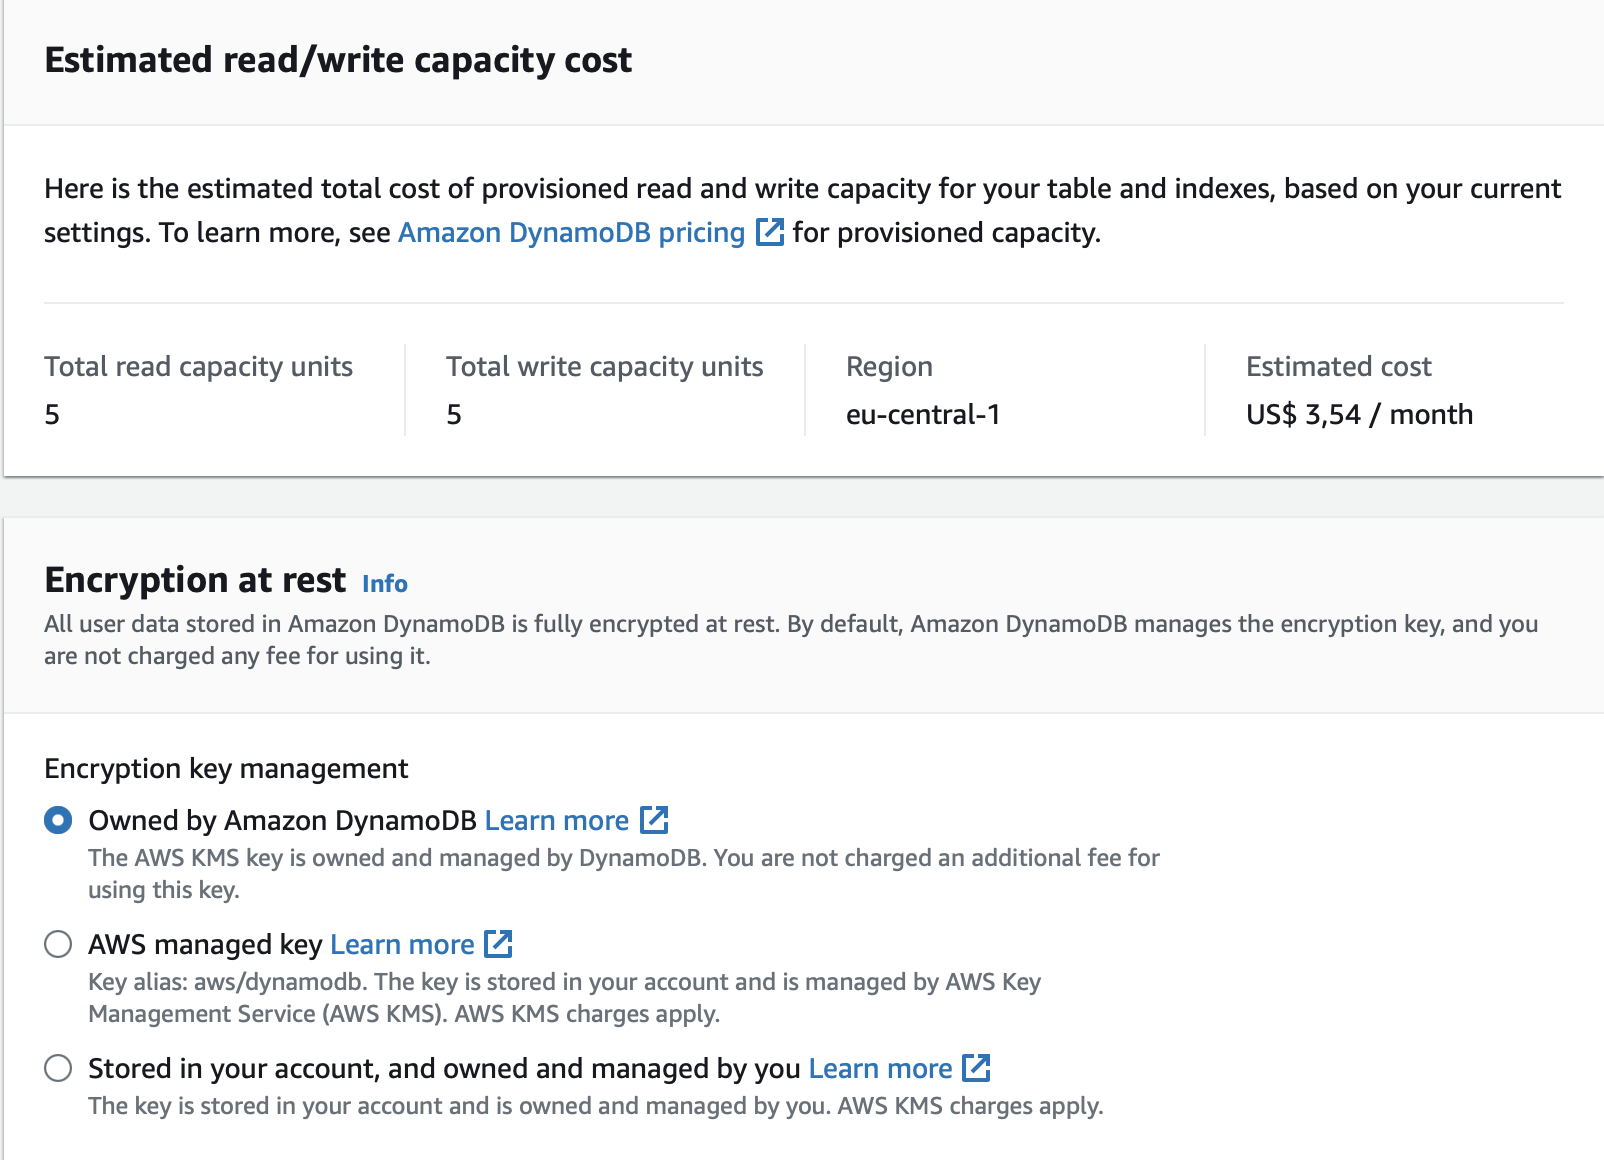 Estimated read/write capacity cost
Here is the estimated total cost of provisioned read and write capacity for your table and indexes, based on your current
settings. To learn more, see Amazon DynamoDB pricing for provisioned capacity.
Total read capacity units
5
Total write capacity units
5
Region
eu-central-1
Estimated cost
US$ 3,54 / month
Encryption at rest Info
All user data stored in Amazon DynamoDB is fully encrypted at rest. By default, Amazon DynamoDB manages the encryption key, and you
are not charged any fee for using it.
Encryption key management
Owned by Amazon DynamoDB Learn more
The AWS KMS key is owned and managed by DynamoDB. You are not charged an additional fee for
using this key.
AWS managed key Learn more
Key alias: aws/dynamodb. The key is stored in your account and is managed by AWS Key
Management Service (AWS KMS). AWS KMS charges apply.
Stored in your account, and owned and managed by you Learn more
The key is stored in your account and is owned and managed by you. AWS KMS charges apply.